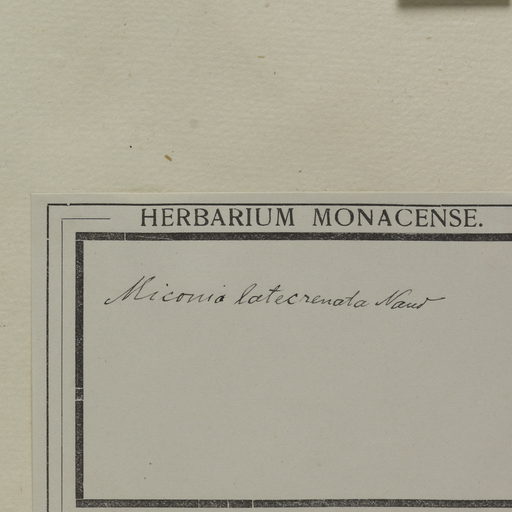 HERBARIUM MONACENSE.
Miconia latecrenata Naud